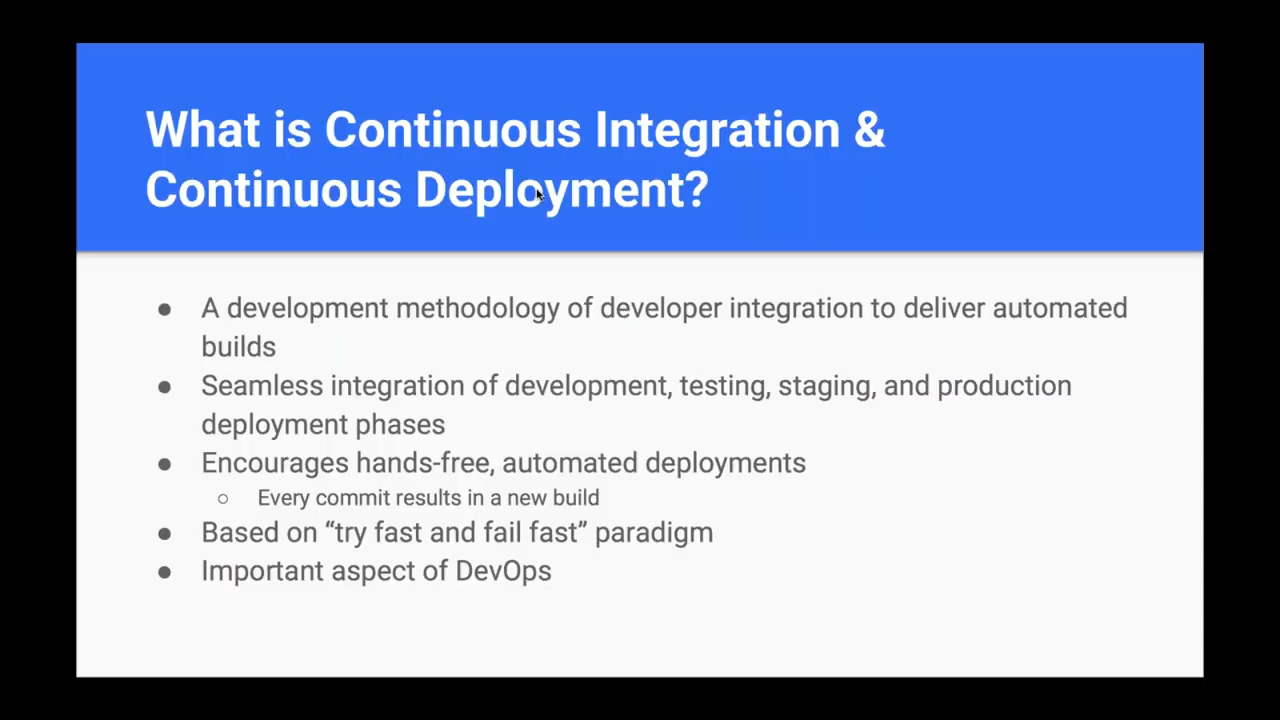 What is Continuous Integration &
Continuous Deployment?
● A development methodology of developer integration to deliver automated
builds
● Seamless integration of development, testing, staging, and production
deployment phases
● Encourages hands-free, automated deployments
○ Every commit results in a new build
● Based on “try fast and fail fast” paradigm
● Important aspect of DevOps